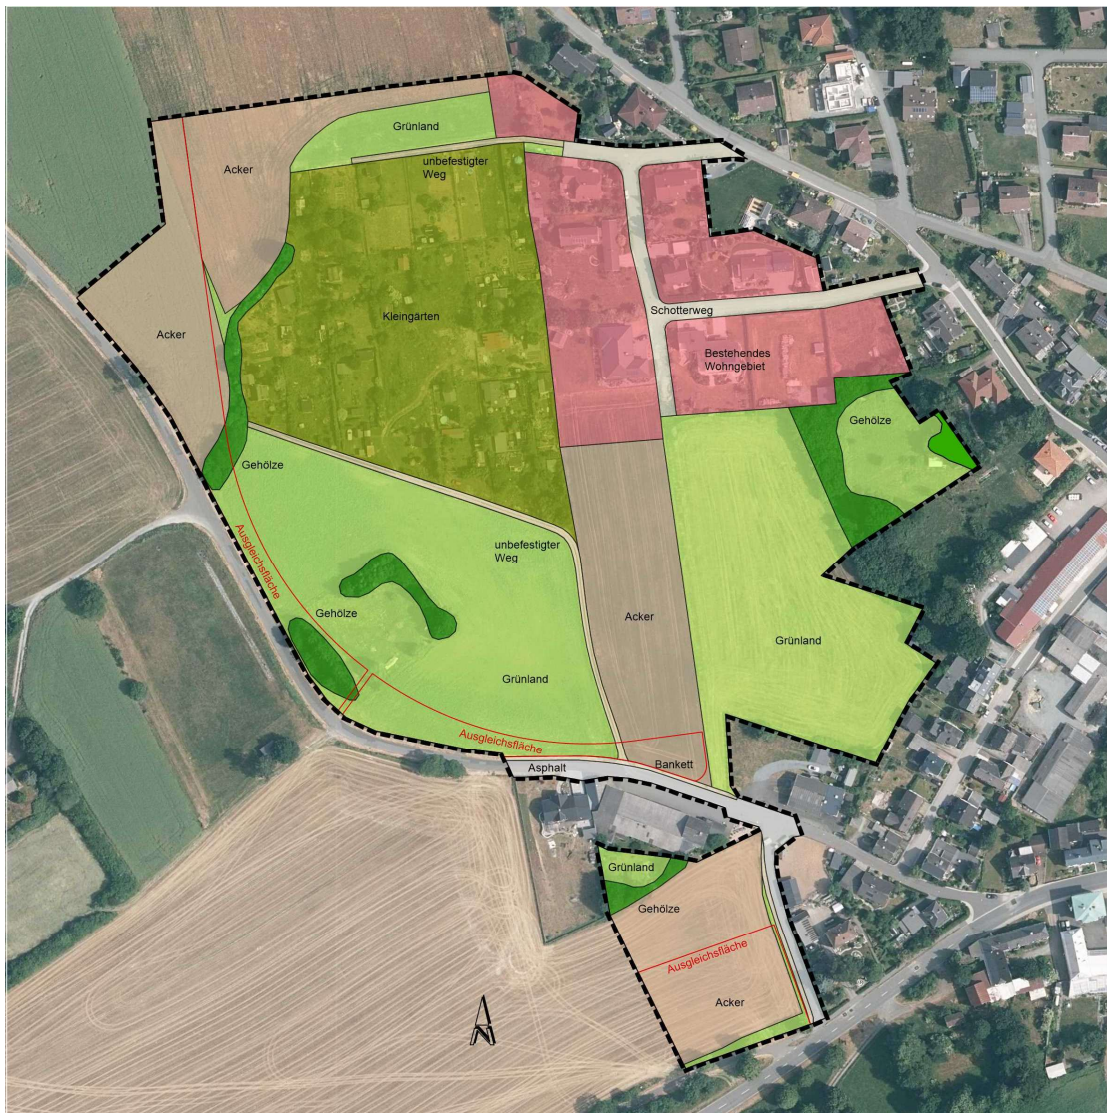 Grünland
unbefestigter
Weg
Acker
Kleingärten
Schotterweg
Acker
Bestehendes
Wohngebiet
Gehölze
Gehölze
Ausgleichsfläche
unbefestigter
Weg
Gehölze
Acker
Grünland
Grünland
Ausgleichsfläche
Asphalt
Bankett
Grünland
Gehölze
Ausgleichsfläche
Acker
N